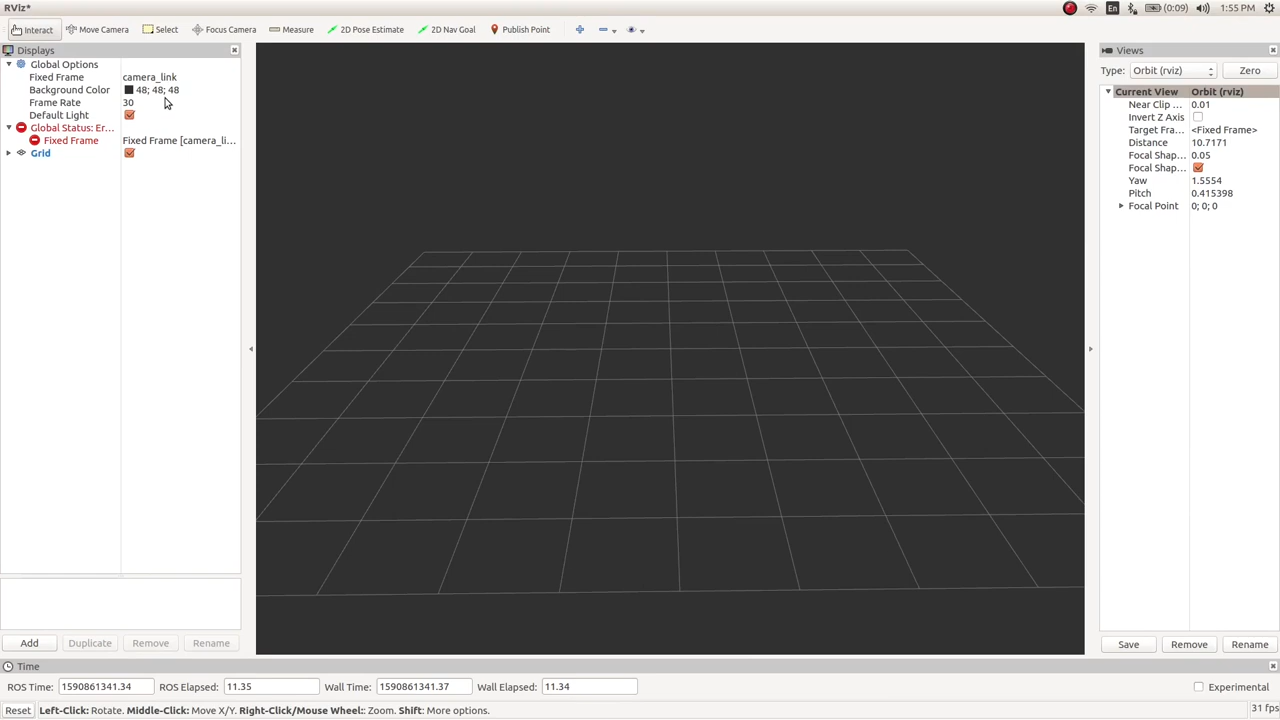 RViz*
En (0:09) 1:55 PM
Interact Move Camera Select Focus Camera Measure 2D Pose Estimate 2D Nav Goal Publish Point
Displays
Global Options
Fixed Frame camera_link
Background Color 48; 48; 48
Frame Rate 30
Default Light
Global Status: Er...
Fixed Frame Fixed Frame [camera_li...
Grid
Add Duplicate Remove Rename
Views
Type: Orbit (rviz) Zero
Current View Orbit (rviz)
Near Clip ... 0.01
Invert Z Axis
Target Fra... <Fixed Frame>
Distance 10.7171
Focal Shap... 0.05
Focal Shap...
Yaw 1.5554
Pitch 0.415398
Focal Point 0; 0; 0
Save Remove Rename
Time
ROS Time: 1590861341.34 ROS Elapsed: 11.35 Wall Time: 1590861341.37 Wall Elapsed: 11.34 Experimental
Reset Left-Click: Rotate. Middle-Click: Move X/Y. Right-Click/Mouse Wheel:: Zoom. Shift: More options. 31 fps